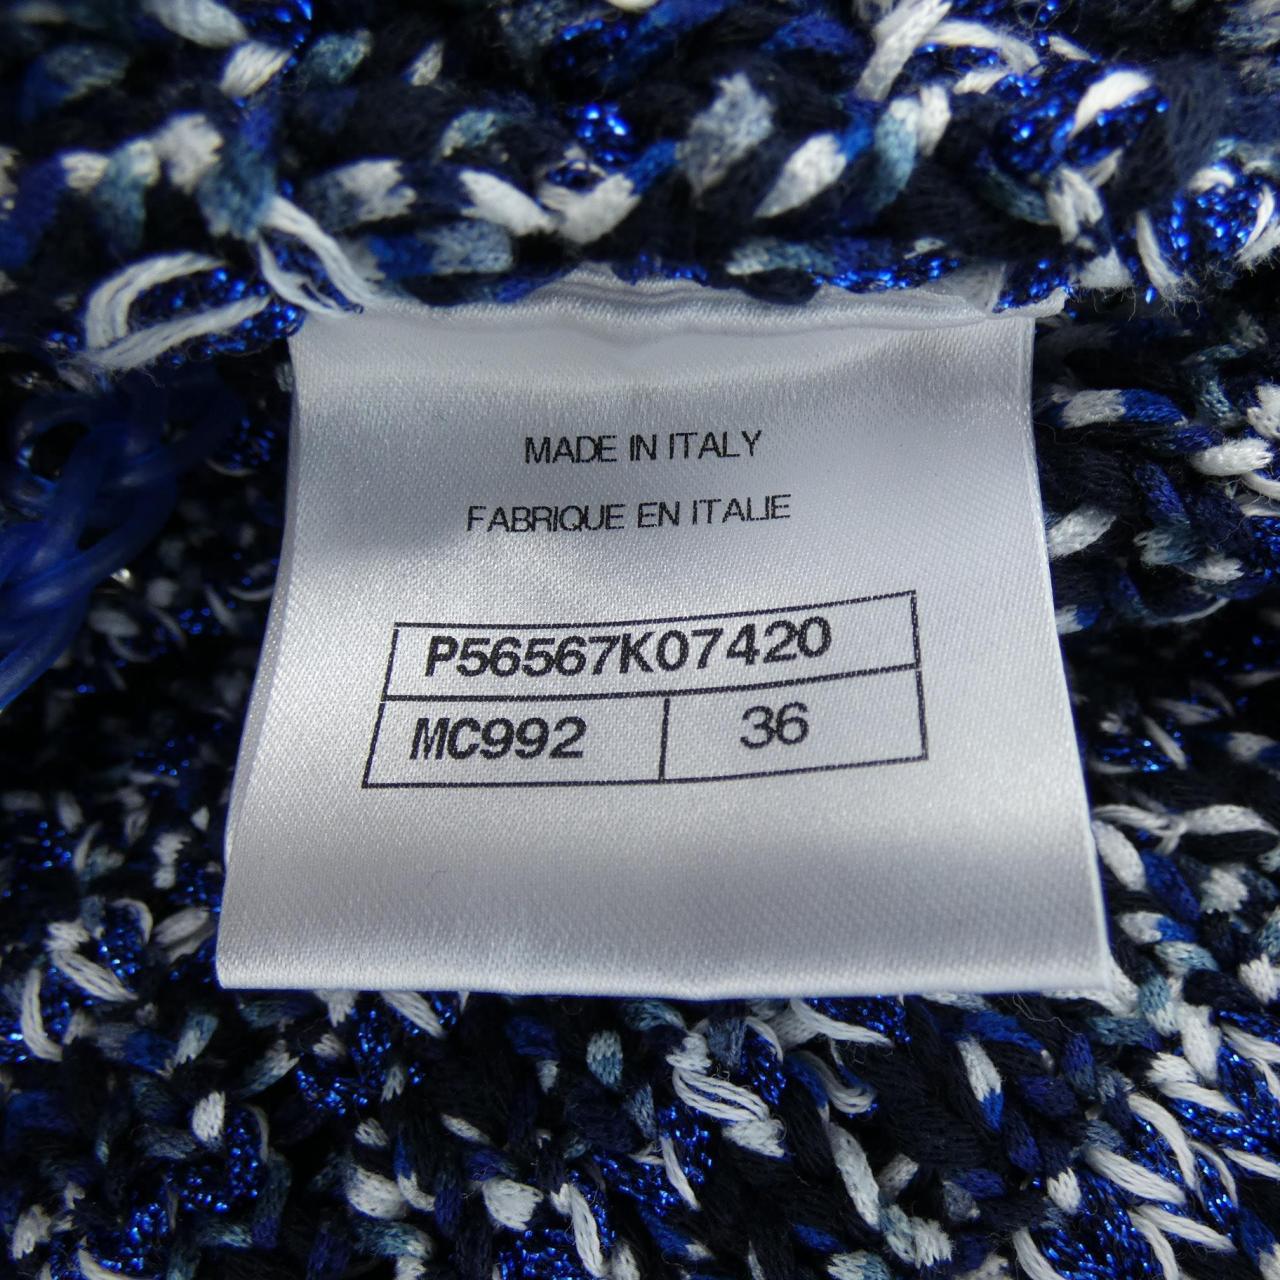 MADE IN ITALY
FABRIQUE EN ITALIE
P56567K07420
MC992 36